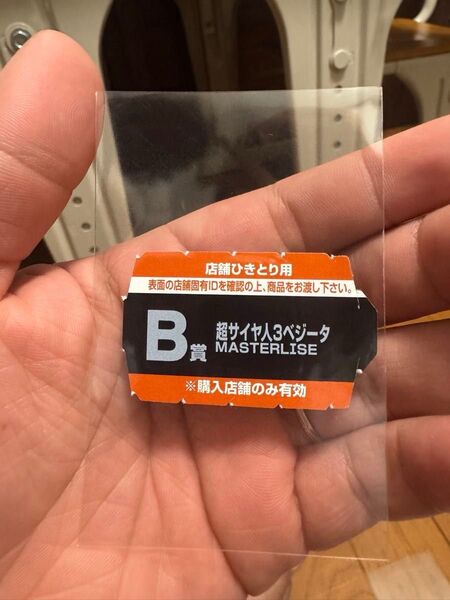 店舗ひきとり用
表面の店舗固有IDを確認の上、商品をお渡し下さい。
B賞
超サイヤ人3ベジータ
MASTERLISE
※購入店舗のみ有効